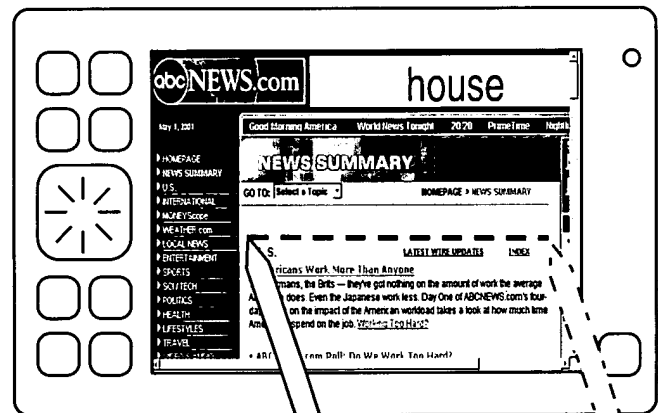 abcNEWS.com
house
May 1, 2001
Good Morning America World News Tonight 20/20 PrimeTime
NEWS SUMMARY
HOMEPAGE
NEWS SUMMARY
U.S.
INTERNATIONAL
MONEYScope
WEATHER.com
LOCAL NEWS
ENTERTAINMENT
SPORTS
SCI/TECH
POLITICS
HEALTH
LIFESTYLES
TRAVEL
GO TO: Select a Topic HOMEPAGE > NEWS SUMMARY
S. LATEST WIRE UPDATES INDEX
ricans Work More Than Anyone
mans, the Brits — they've got nothing on the amount of work the average
does. Even the Japanese work less. Day One of ABCNEWS.com's four-
on the impact of the American workload takes a look at how much time
spend on the job. Working Too Hard?
• ABC com Poll: Do We Work Too Hard?